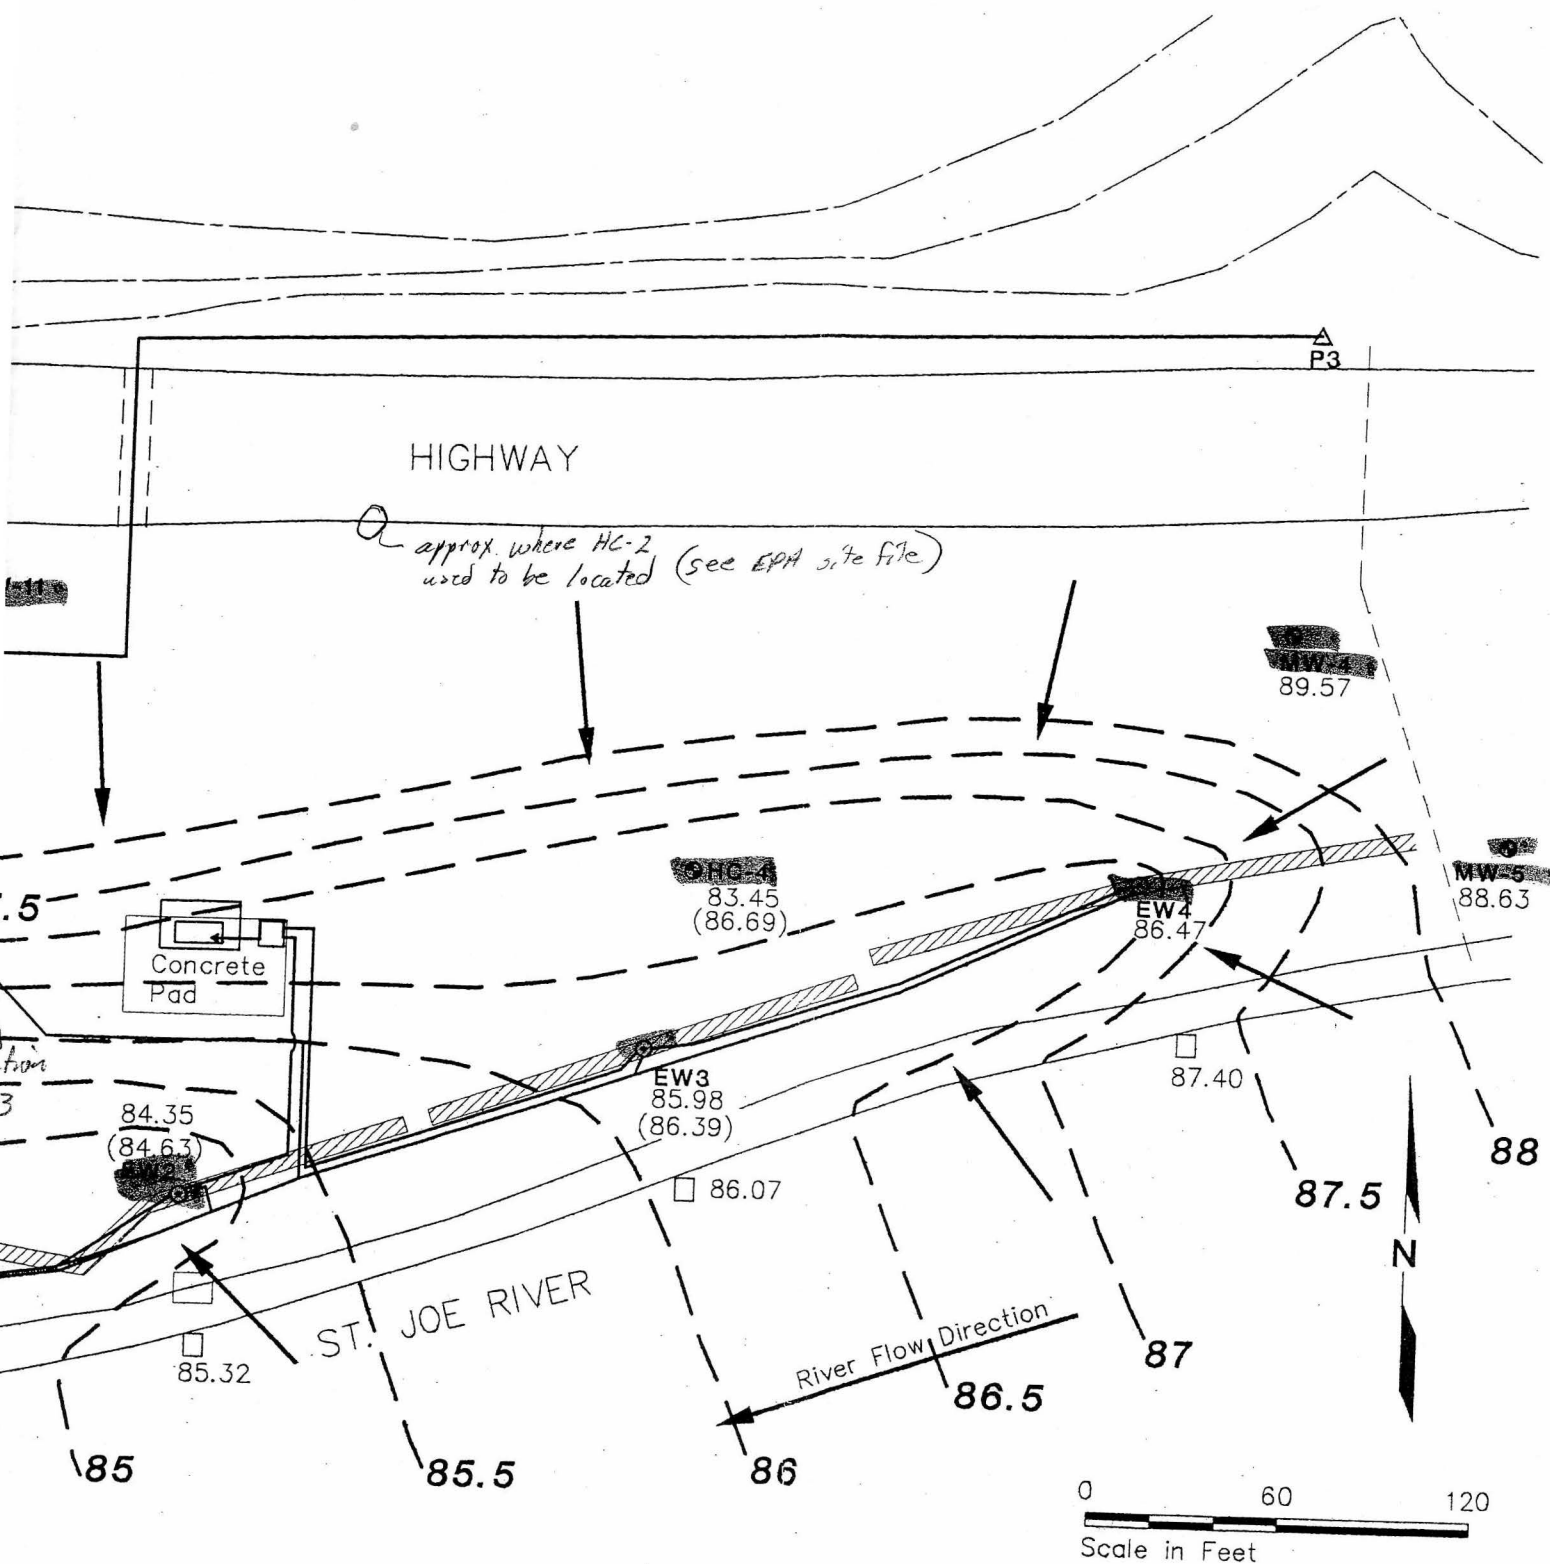 P3
HIGHWAY
approx. where HC-2
used to be located (see EPA site file)
-11
MW-4
89.57
.5
HC-4
83.45
(86.69)
MW-5
88.63
EW4
86.47
Concrete
Pad
3
84.35
(84.63)
EW2
EW3
85.98
(86.39)
87.40
86.07
85.32
ST. JOE RIVER
River Flow Direction
88
87.5
87
86.5
86
85.5
85
N
0 60 120
Scale in Feet